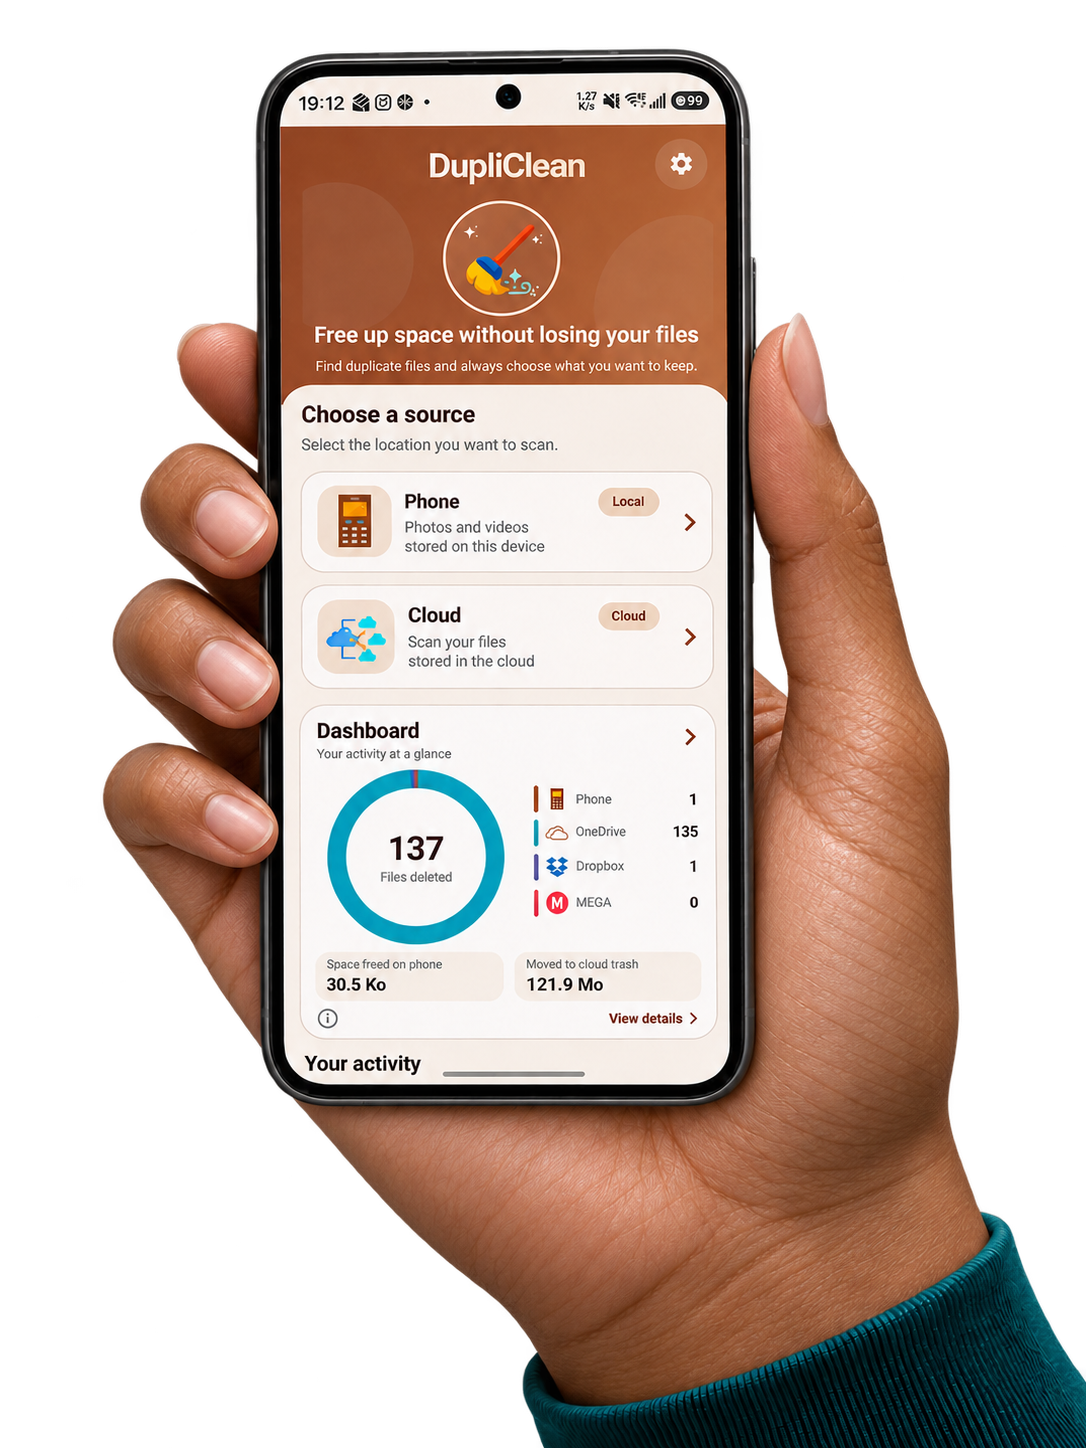 19:12
1.27
K/s
99
DupliClean
Free up space without losing your files
Find duplicate files and always choose what you want to keep.
Choose a source
Select the location you want to scan.
Phone
Local
Photos and videos
stored on this device
Cloud
Cloud
Scan your files
stored in the cloud
Dashboard
Your activity at a glance
137
Files deleted
Phone 1
OneDrive 135
Dropbox 1
M MEGA 0
Space freed on phone
30.5 Ko
Moved to cloud trash
121.9 Mo
View details
Your activity